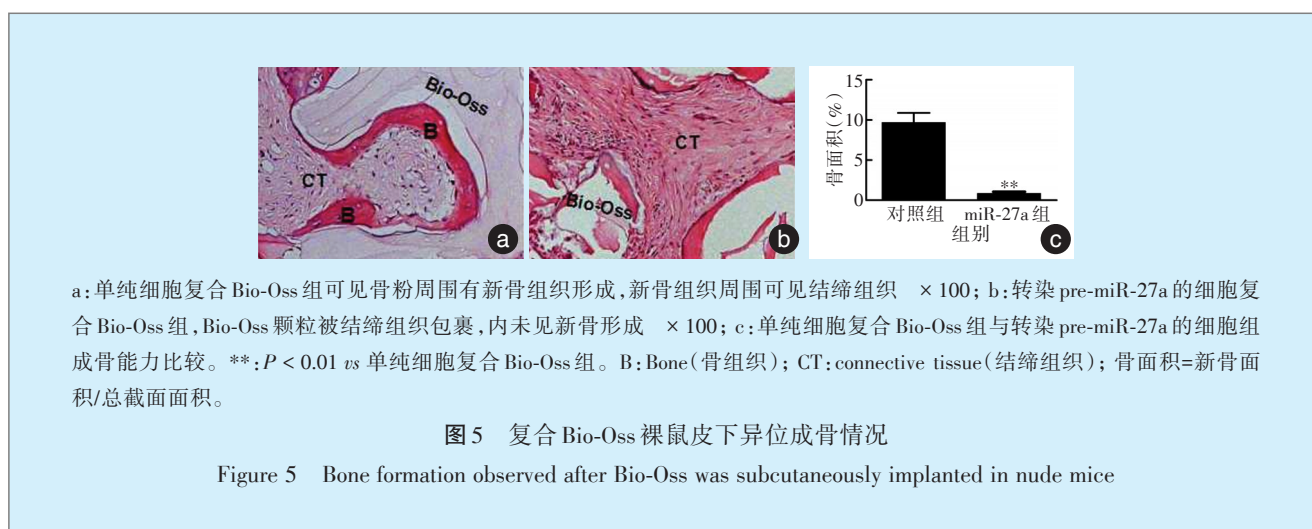 Bio-Oss
B
CT
B
a
CT
Bio-Oss
b
15
10
5
0
骨面积(%)
**
对照组 miR-27a 组
组别
c
a:单纯细胞复合 Bio-Oss 组可见骨粉周围有新骨组织形成,新骨组织周围可见结缔组织 × 100; b:转染 pre-miR-27a 的细胞复
合 Bio-Oss 组,Bio-Oss 颗粒被结缔组织包裹,内未见新骨形成 × 100; c:单纯细胞复合 Bio-Oss 组与转染 pre-miR-27a 的细胞组
成骨能力比较。**:P < 0.01 vs 单纯细胞复合 Bio-Oss 组。B:Bone(骨组织); CT:connective tissue(结缔组织); 骨面积=新骨面
积/总截面面积。
图5 复合 Bio-Oss 裸鼠皮下异位成骨情况
Figure 5 Bone formation observed after Bio-Oss was subcutaneously implanted in nude mice